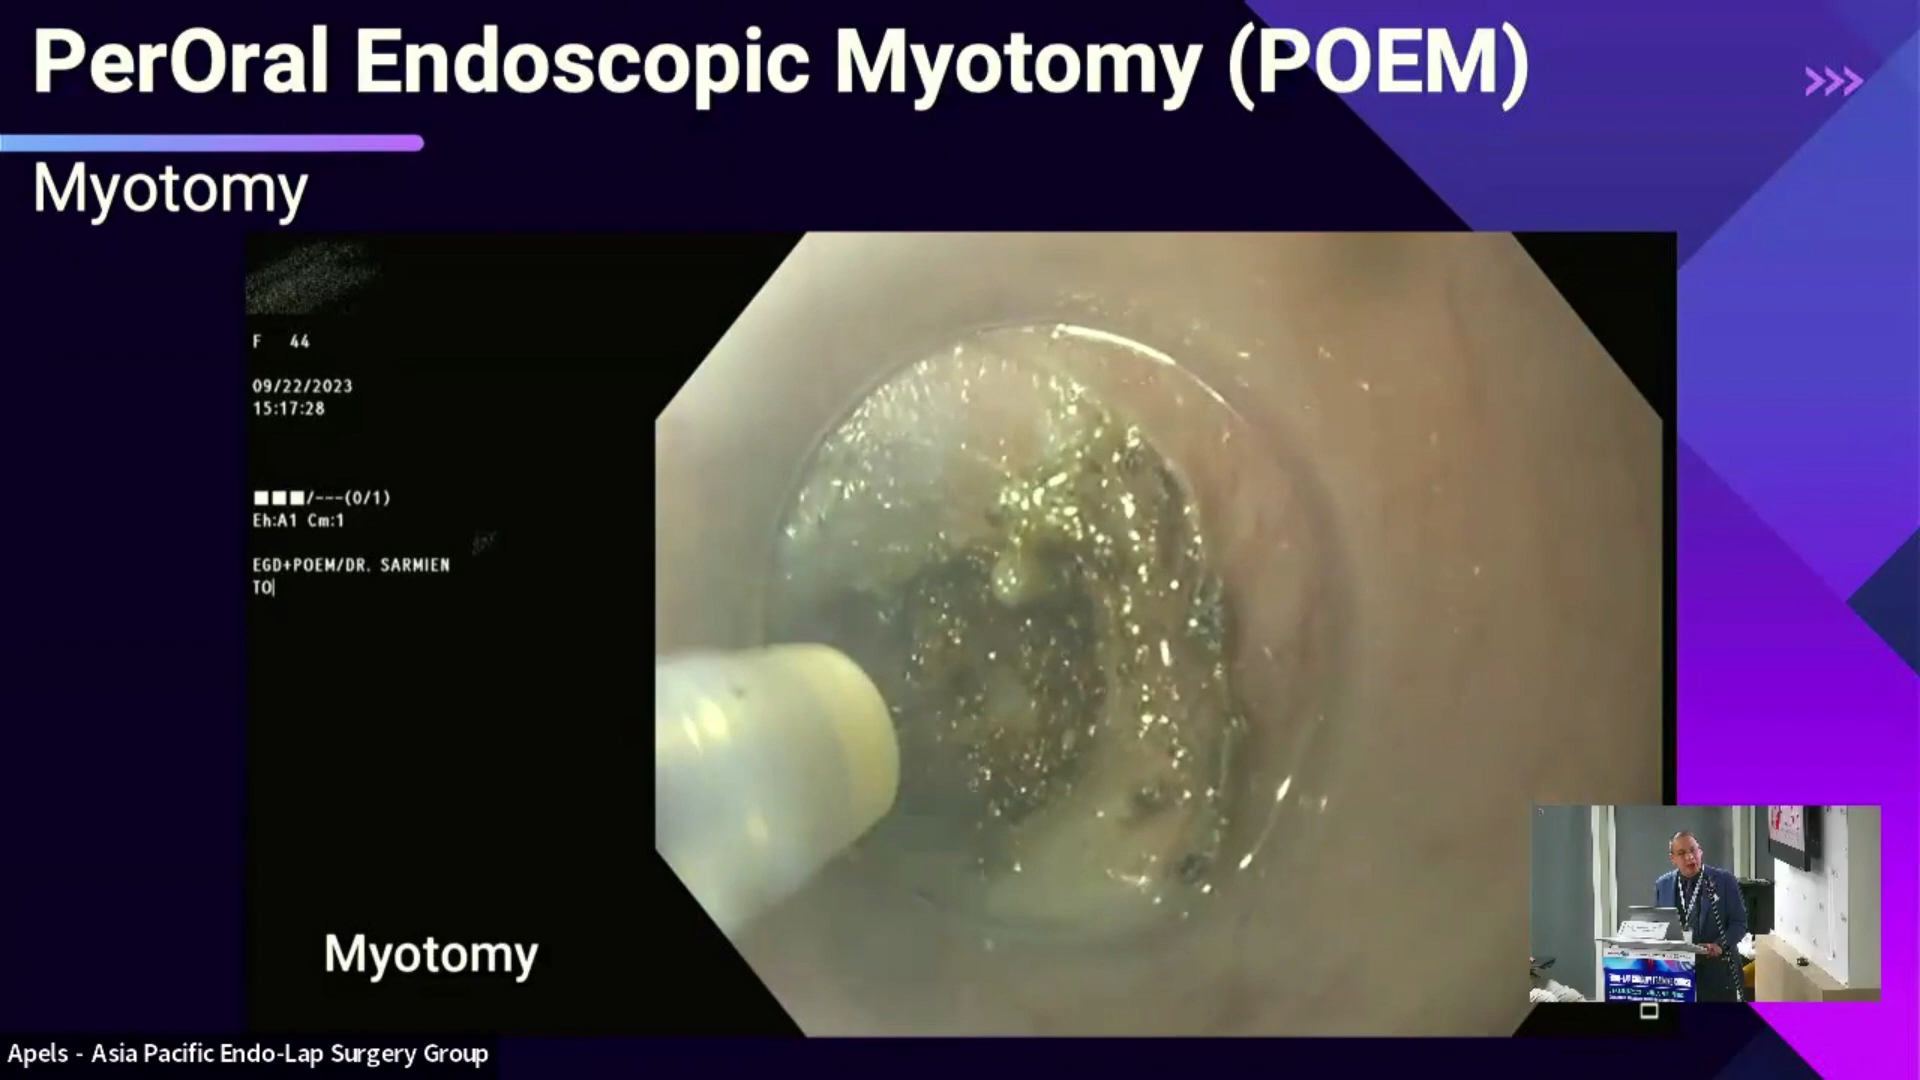 PerOral Endoscopic Myotomy (POEM)
Myotomy
F 44
09/22/2023
15:17:28
■■■/---(0/1)
Eh:A1 Cm:1
EGD+POEM/DR. SARMIEN
TO
Myotomy
Apels - Asia Pacific Endo-Lap Surgery Group